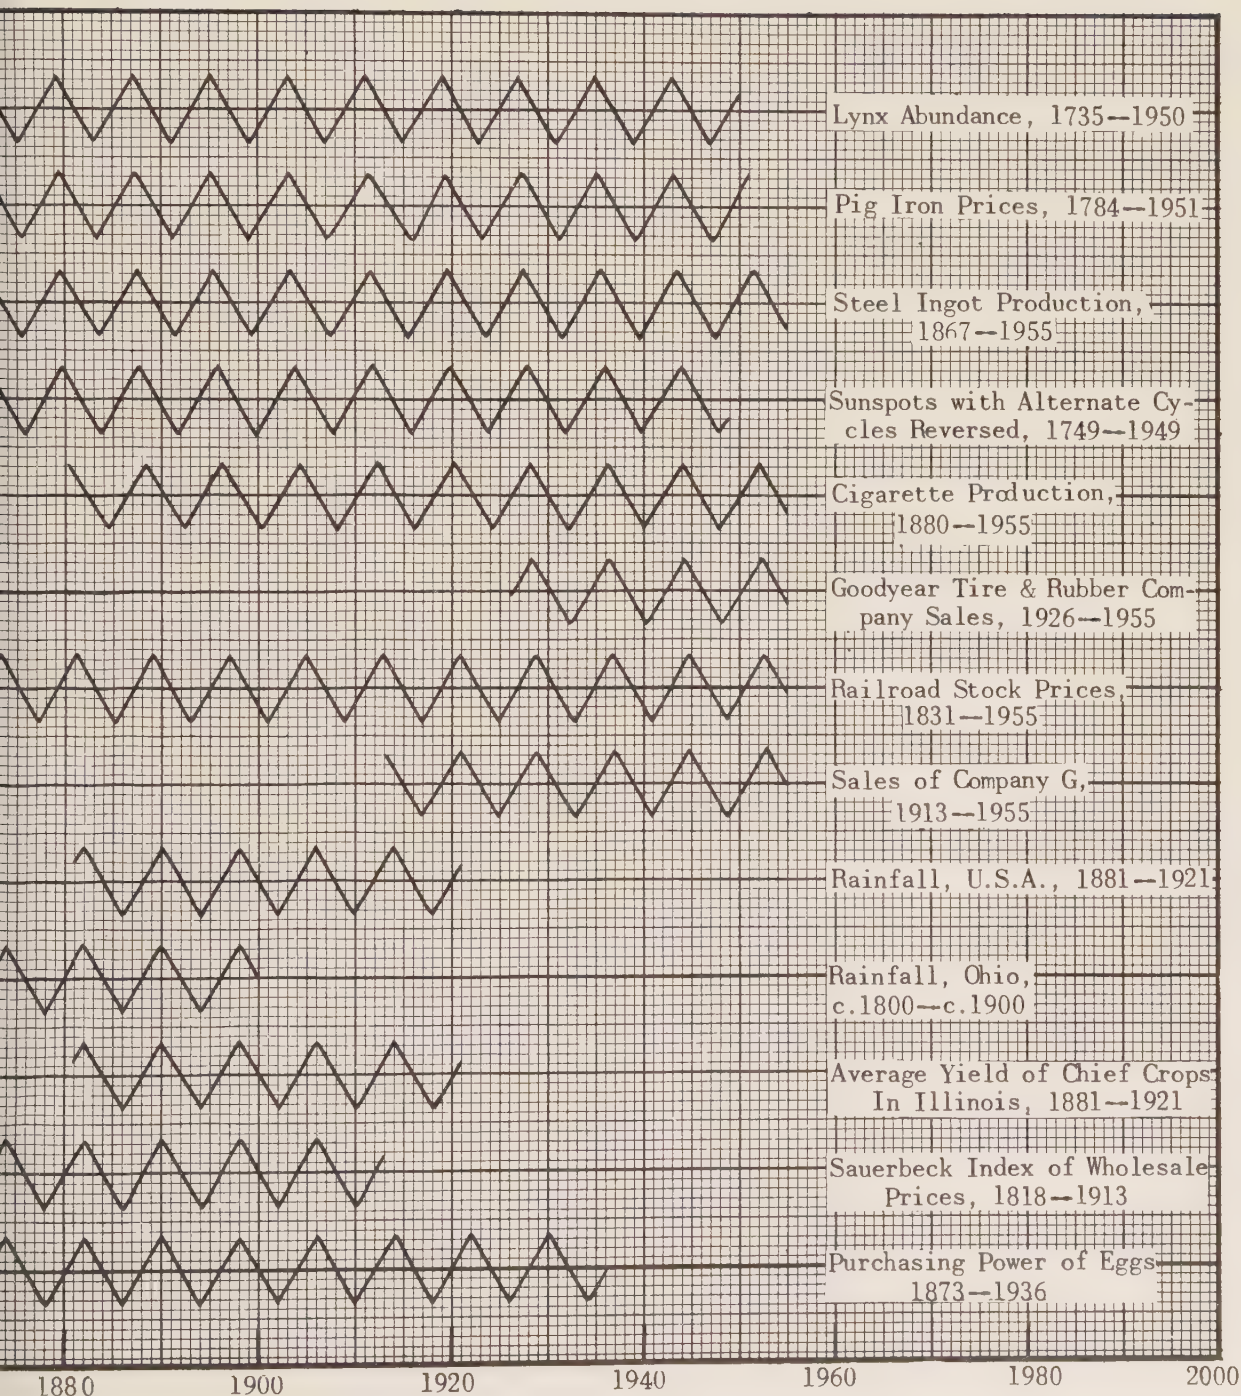 Lynx Abundance, 1735—1950
Pig Iron Prices, 1784—1951
Steel Ingot Production,
1867—1955
Sunspots with Alternate Cy-
cles Reversed, 1749—1949
Cigarette Production,
1880—1955
Goodyear Tire & Rubber Com-
pany Sales, 1926—1955
Railroad Stock Prices,
1831—1955
Sales of Company G,
1913—1955
Rainfall, U.S.A., 1881—1921
Rainfall, Ohio,
c.1800—c.1900
Average Yield of Chief Crops
In Illinois, 1881—1921
Sauerbeck Index of Wholesale
Prices, 1818—1913
Purchasing Power of Eggs
1873—1936
1880 1900 1920 1940 1960 1980 2000